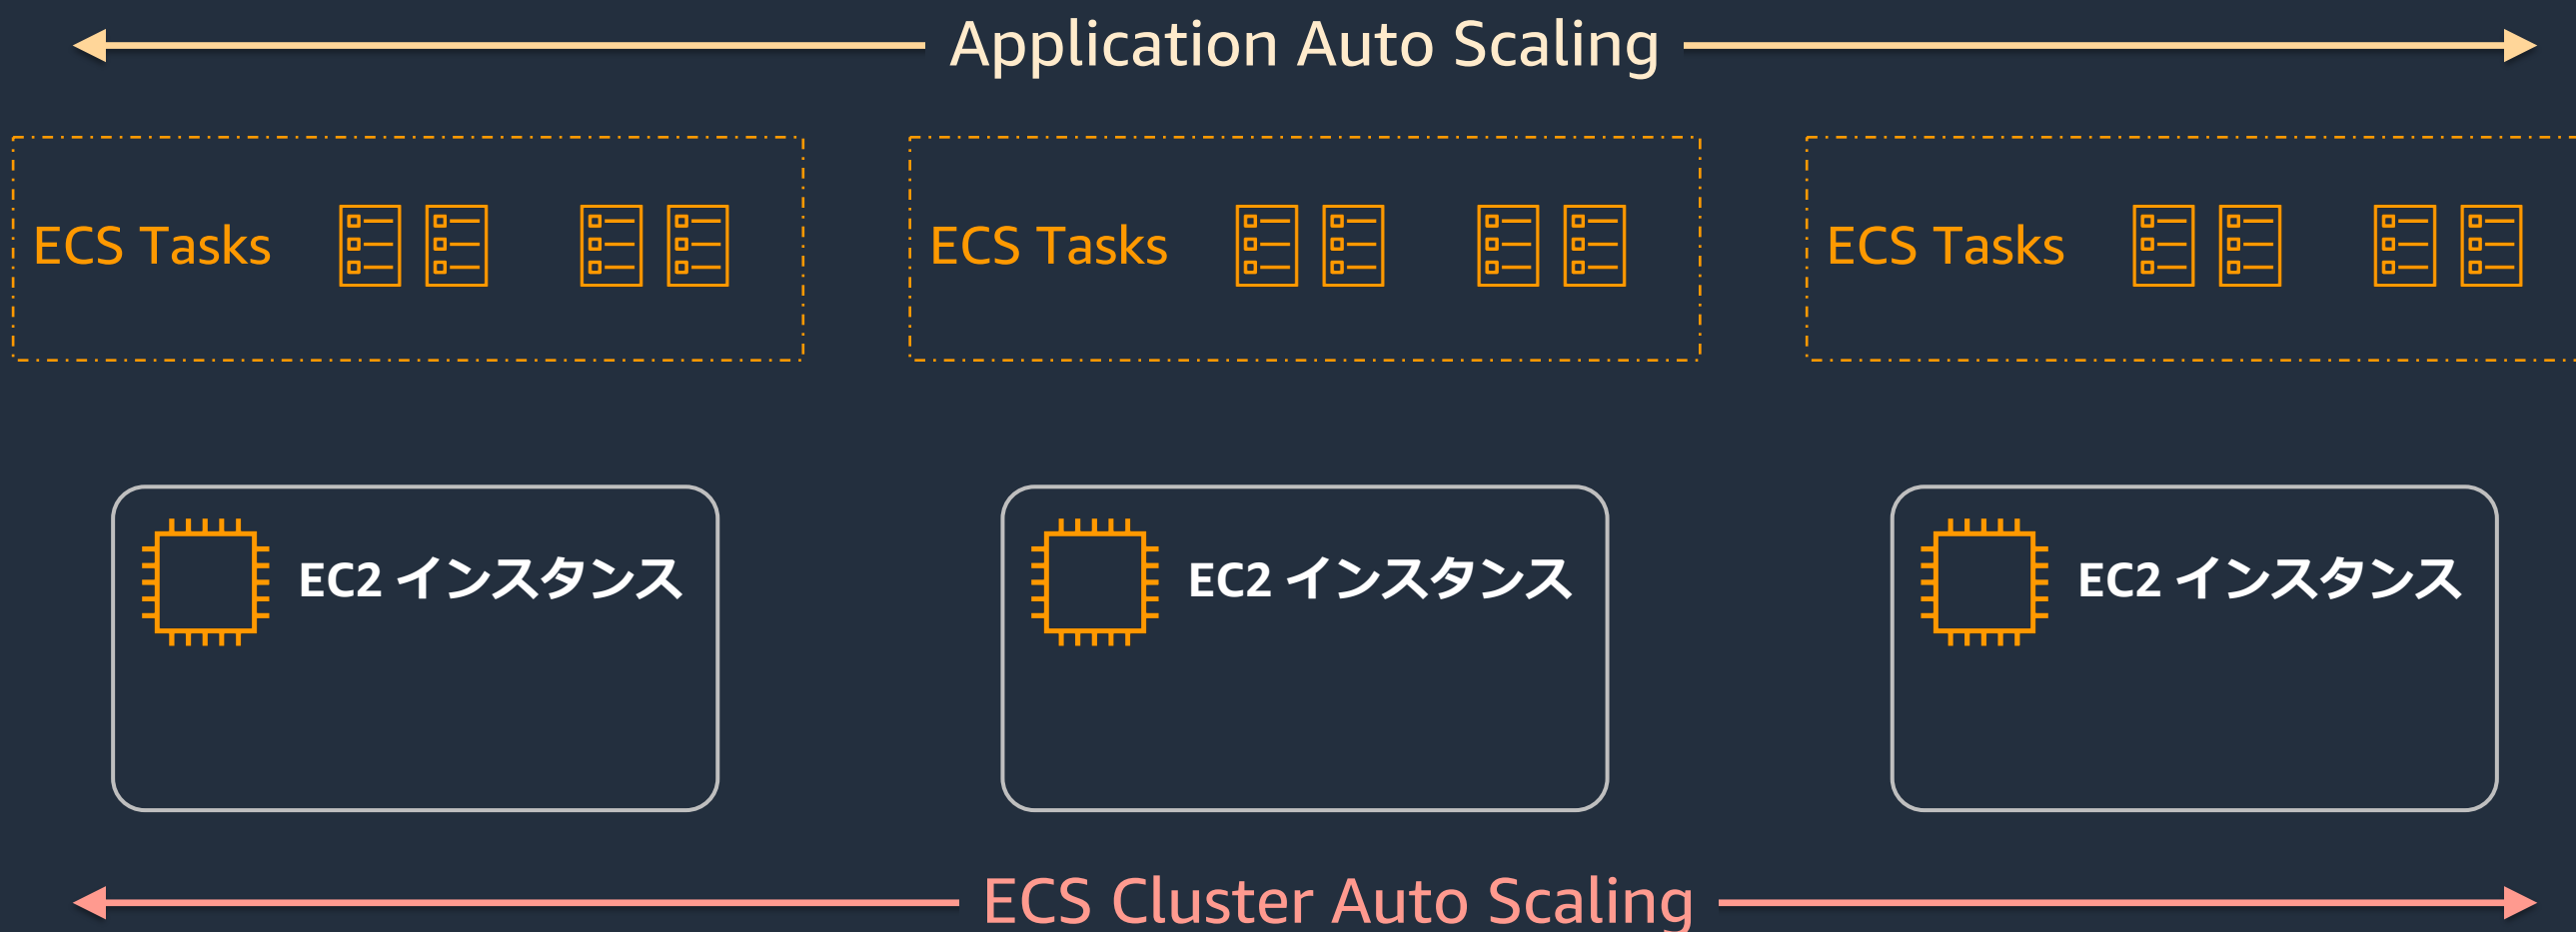 Application Auto Scaling
ECS Tasks
ECS Tasks
ECS Tasks
EC2 インスタンス
EC2 インスタンス
EC2 インスタンス
ECS Cluster Auto Scaling